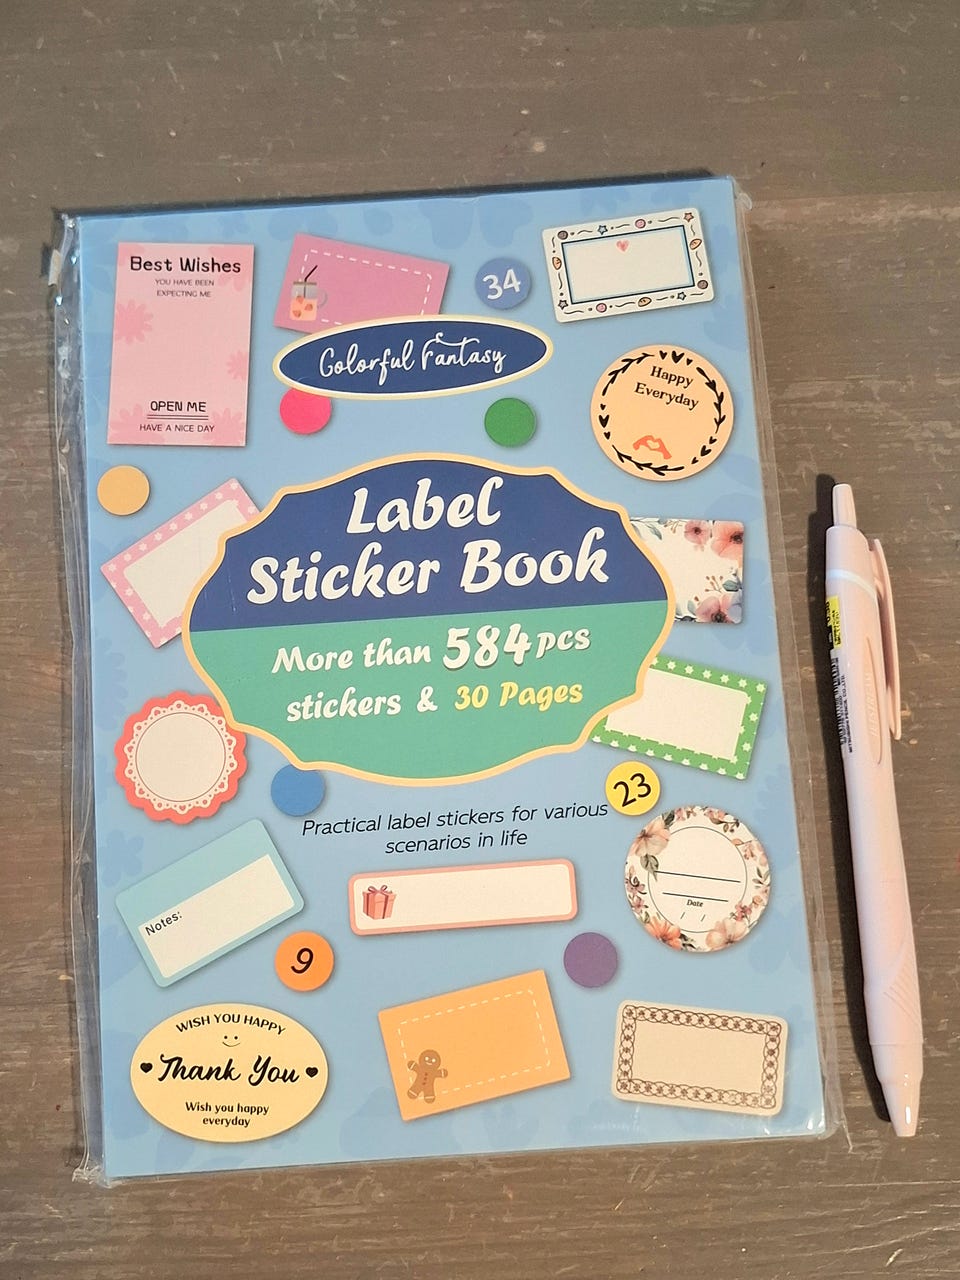 Best Wishes
YOU HAVE BEEN
EXPECTING ME
OPEN ME
HAVE A NICE DAY
34
Colorful Fantasy
Happy
Everyday
Label
Sticker Book
More than 584 pcs
stickers & 30 Pages
23
Practical label stickers for various
scenarios in life
Notes:
Date
/ /
9
WISH YOU HAPPY
Thank You
Wish you happy
everyday